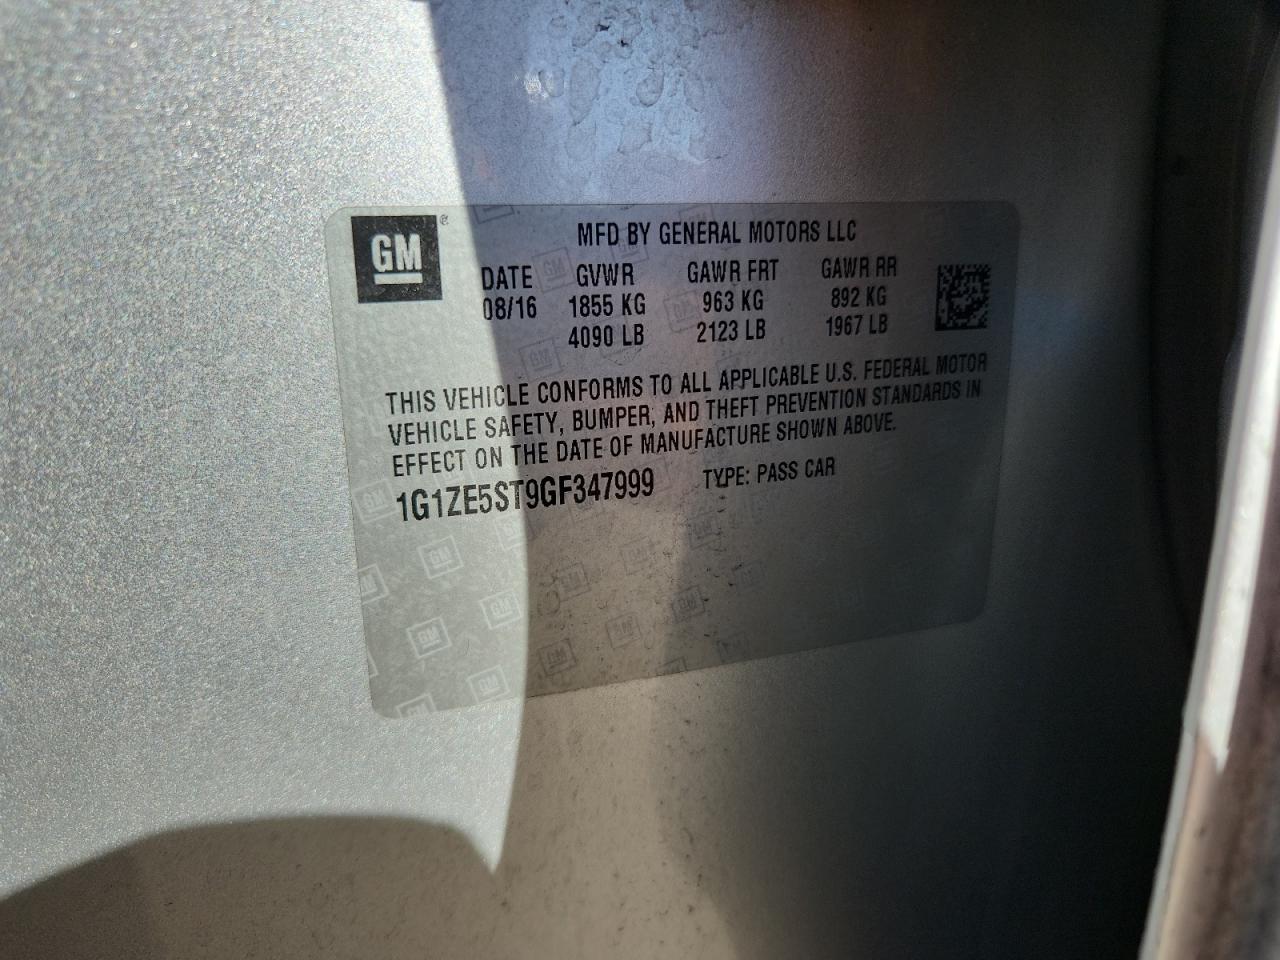 GM®
MFD BY GENERAL MOTORS LLC
DATE GVWR GAWR FRT GAWR RR
08/16 1855 KG 963 KG 892 KG
4090 LB 2123 LB 1967 LB
THIS VEHICLE CONFORMS TO ALL APPLICABLE U.S. FEDERAL MOTOR
VEHICLE SAFETY, BUMPER, AND THEFT PREVENTION STANDARDS IN
EFFECT ON THE DATE OF MANUFACTURE SHOWN ABOVE.
1G1ZE5ST9GF347999 TYPE: PASS CAR